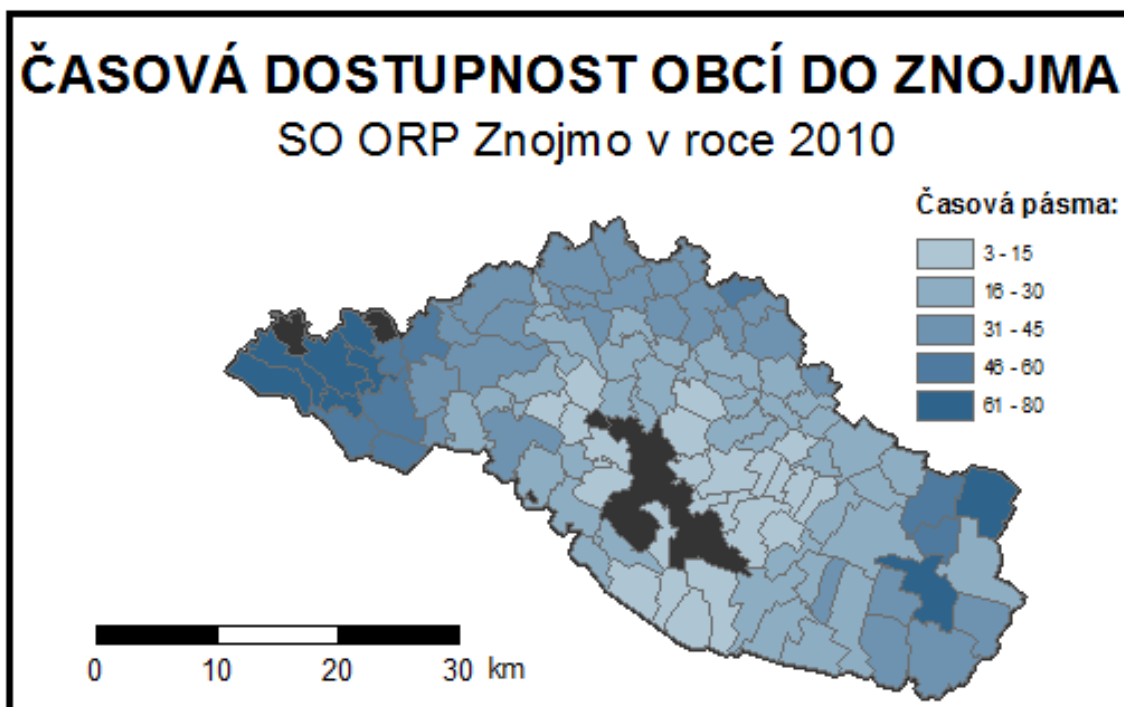 ČASOVÁ DOSTUPNOST OBCÍ DO ZNOJMA
SO ORP Znojmo v roce 2010
Časová pásma:
3 - 15
16 - 30
31 - 45
46 - 60
61 - 80
0 10 20 30 km